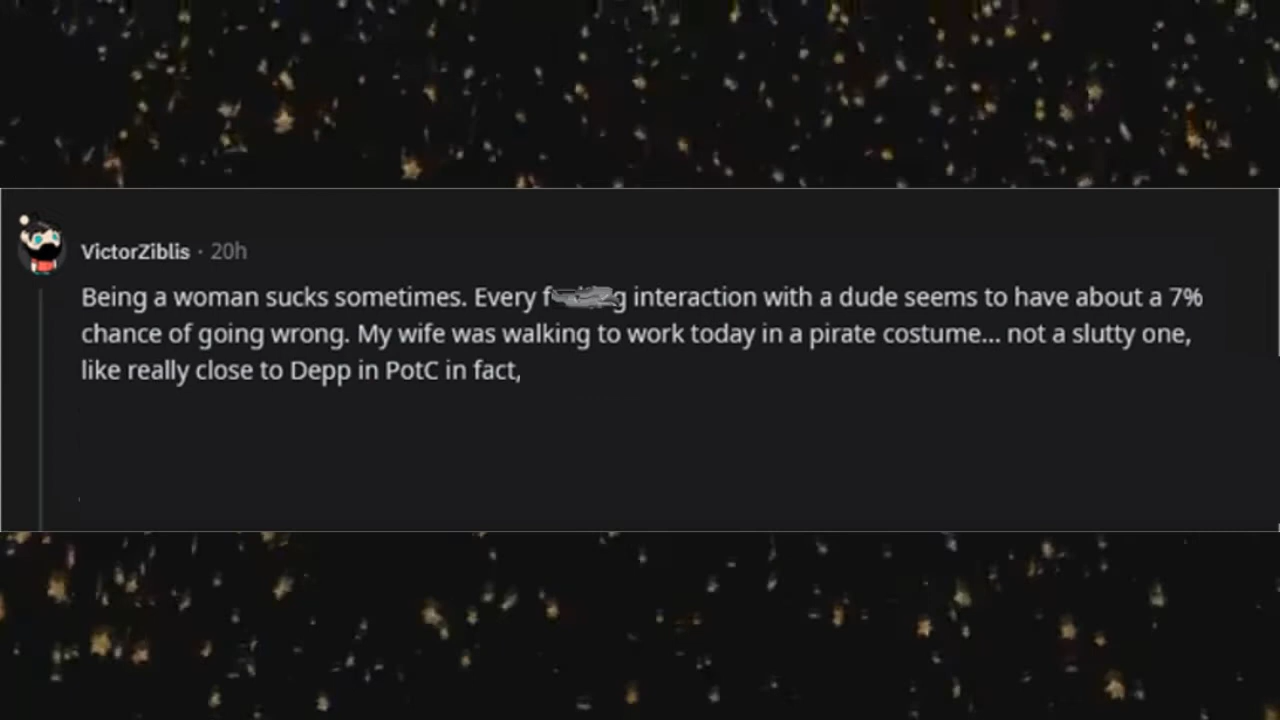 VictorZiblis · 20h
Being a woman sucks sometimes. Every f g interaction with a dude seems to have about a 7%
chance of going wrong. My wife was walking to work today in a pirate costume... not a slutty one,
like really close to Depp in PotC in fact,